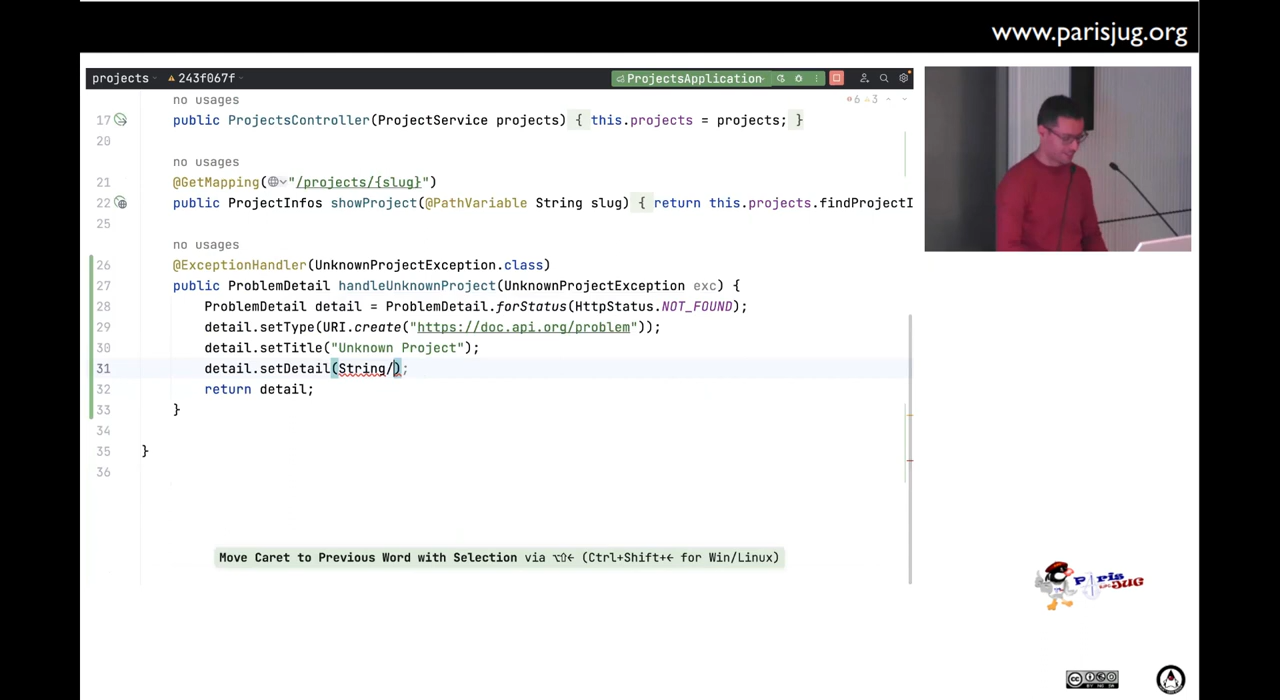 www.parisjug.org
projects 243f067f ProjectsApplication
no usages 6 3
17 public ProjectsController(ProjectService projects) { this.projects = projects; }
20
no usages
21 @GetMapping("/projects/{slug}")
22 public ProjectInfos showProject(@PathVariable String slug) { return this.projects.findProjectI
25
no usages
26 @ExceptionHandler(UnknownProjectException.class)
27 public ProblemDetail handleUnknownProject(UnknownProjectException exc) {
28 ProblemDetail detail = ProblemDetail.forStatus(HttpStatus.NOT_FOUND);
29 detail.setType(URI.create("https://doc.api.org/problem"));
30 detail.setTitle("Unknown Project");
31 detail.setDetail(String/);
32 return detail;
33 }
34
35 }
36
Move Caret to Previous Word with Selection via ⌥⇧← (Ctrl+Shift+← for Win/Linux)
Paris JUG